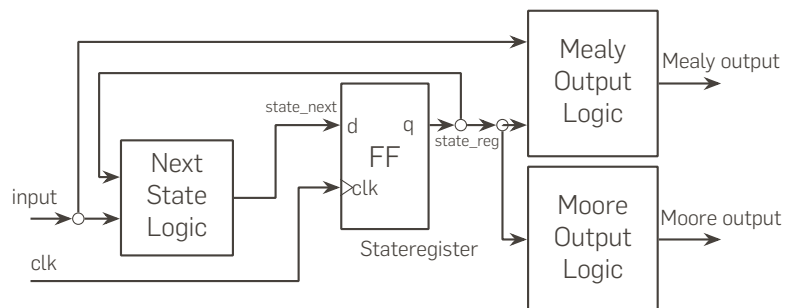 Mealy
Output
Logic
Mealy output
state_next
d
q
FF
clk
state_reg
Next
State
Logic
input
clk
Stateregister
Moore
Output
Logic
Moore output